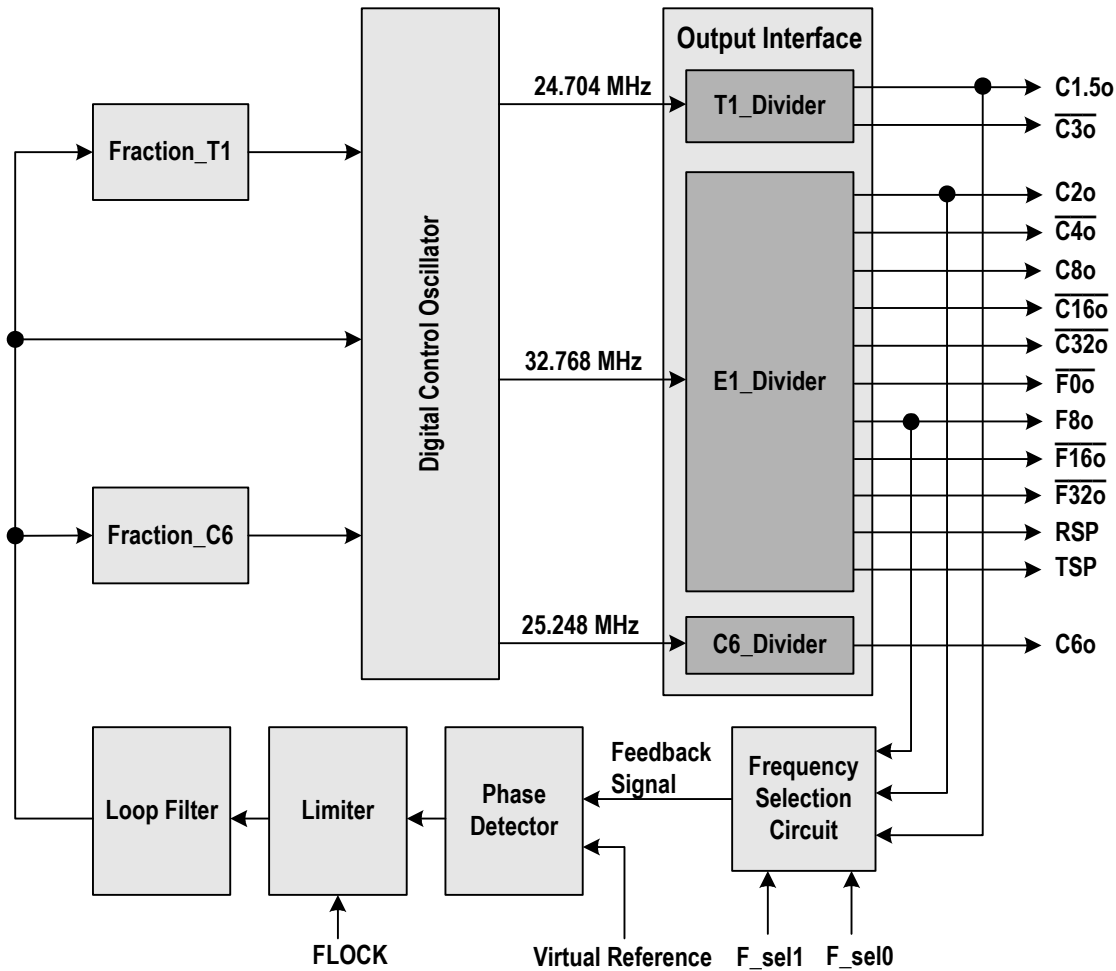 Output Interface
24.704 MHz
T1_Divider
C1.5o
C3o
Fraction_T1
C2o
C4o
C8o
C16o
C32o
Digital Control Oscillator
32.768 MHz
E1_Divider
F0o
F8o
F16o
F32o
Fraction_C6
RSP
TSP
25.248 MHz
C6_Divider
C6o
Loop Filter
Limiter
Phase
Detector
Feedback
Signal
Frequency
Selection
Circuit
FLOCK
Virtual Reference
F_sel1
F_sel0